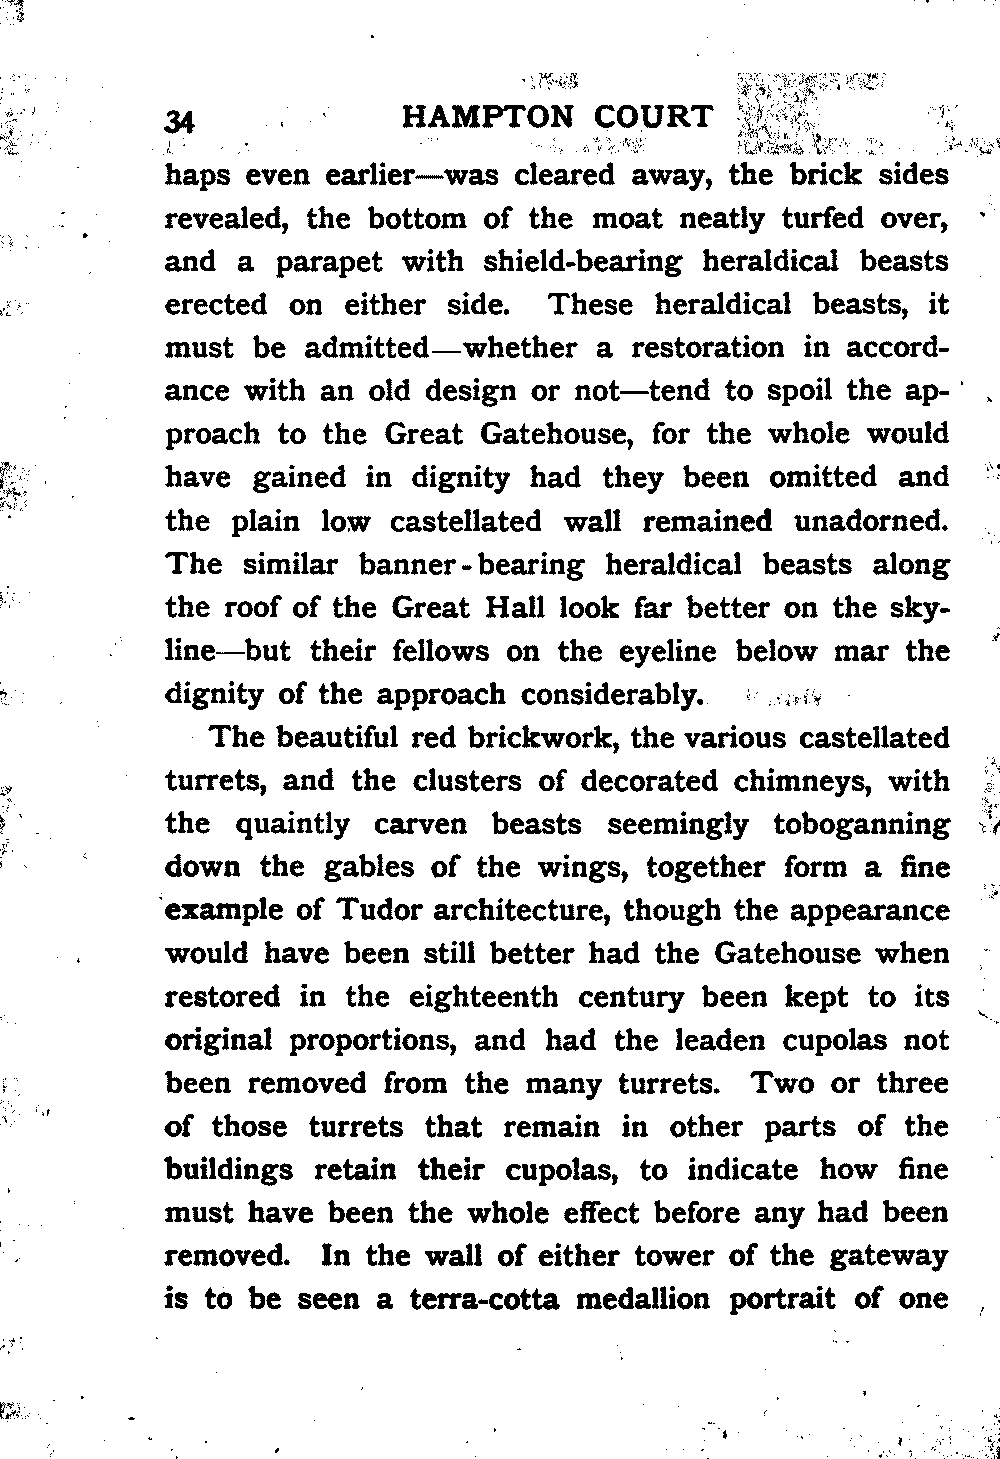 34 HAMPTON COURT
haps even earlier—was cleared away, the brick sides
revealed, the bottom of the moat neatly turfed over,
and a parapet with shield-bearing heraldical beasts
erected on either side. These heraldical beasts, it
must be admitted—whether a restoration in accord-
ance with an old design or not—tend to spoil the ap-
proach to the Great Gatehouse, for the whole would
have gained in dignity had they been omitted and
the plain low castellated wall remained unadorned.
The similar banner-bearing heraldical beasts along
the roof of the Great Hall look far better on the sky-
line—but their fellows on the eyeline below mar the
dignity of the approach considerably.
The beautiful red brickwork, the various castellated
turrets, and the clusters of decorated chimneys, with
the quaintly carven beasts seemingly toboganning
down the gables of the wings, together form a fine
example of Tudor architecture, though the appearance
would have been still better had the Gatehouse when
restored in the eighteenth century been kept to its
original proportions, and had the leaden cupolas not
been removed from the many turrets. Two or three
of those turrets that remain in other parts of the
buildings retain their cupolas, to indicate how fine
must have been the whole effect before any had been
removed. In the wall of either tower of the gateway
is to be seen a terra-cotta medallion portrait of one